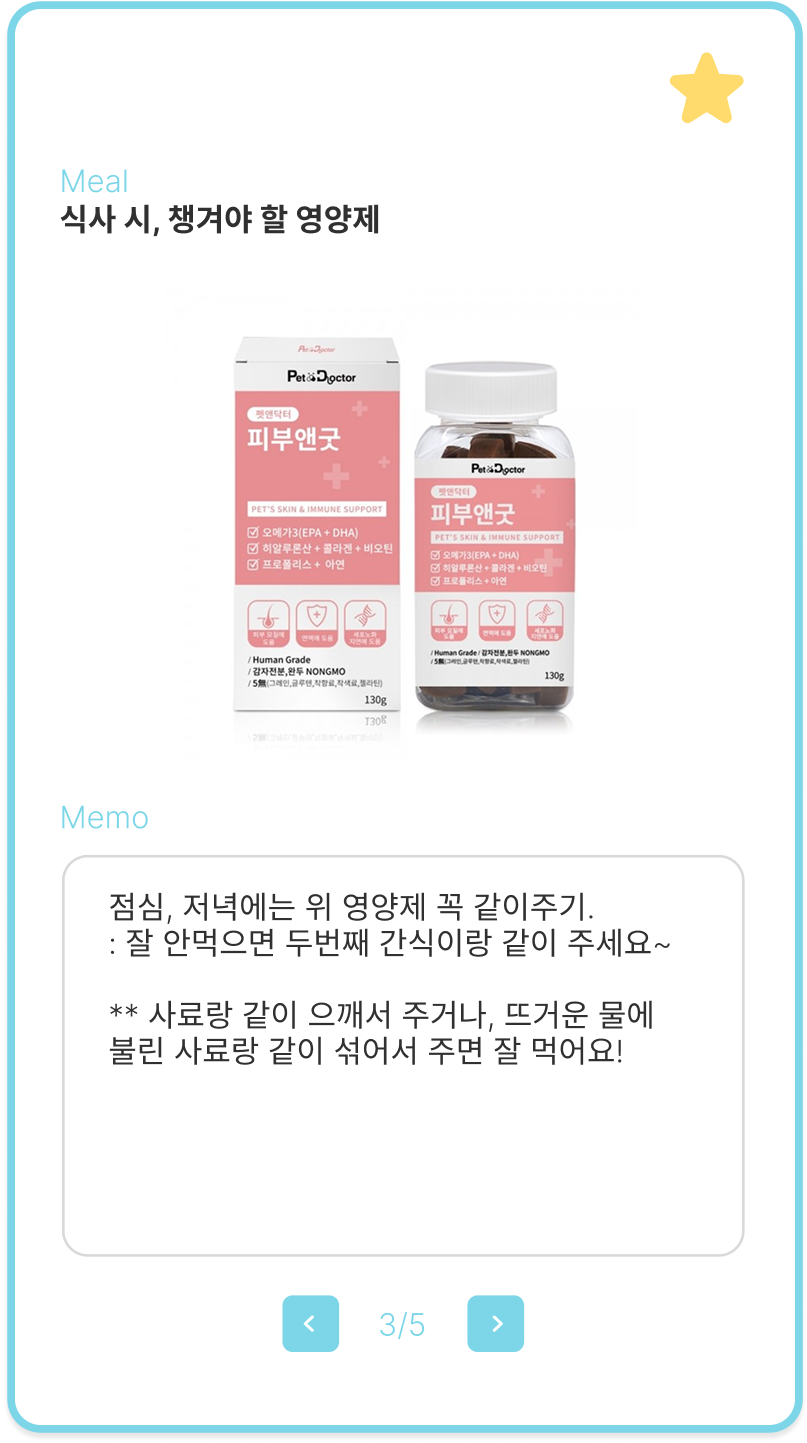 Meal
식사 시, 챙겨야 할 영양제
Pet Doctor
Pet Doctor
펫앤닥터
피부앤굿
PET'S SKIN & IMMUNE SUPPORT
오메가3(EPA + DHA)
히알루론산 + 콜라겐 + 비오틴
프로폴리스 + 아연
피부 모질에
도움
면역에 도움
세포노화
지연에 도움
/ Human Grade
/ 감자전분,완두 NONGMO
/ 5無(그레인,글루텐,착향료,착색료,젤라틴)
130g
Pet Doctor
펫앤닥터
피부앤굿
PET'S SKIN & IMMUNE SUPPORT
오메가3(EPA + DHA)
히알루론산 + 콜라겐 + 비오틴
프로폴리스 + 아연
피부 모질에
도움
면역에 도움
세포노화
지연에 도움
/ Human Grade / 감자전분,완두 NONGMO
/ 5無(그레인,글루텐,착향료,착색료,젤라틴)
130g
Memo
점심, 저녁에는 위 영양제 꼭 같이주기.
: 잘 안먹으면 두번째 간식이랑 같이 주세요~
** 사료랑 같이 으깨서 주거나, 뜨거운 물에
불린 사료랑 같이 섞어서 주면 잘 먹어요!
3/5